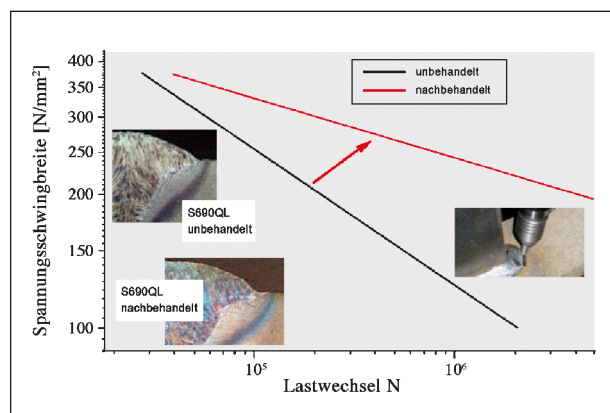 Spannungsschwingbreite [N/mm²]
400
350
300
250
200
150
100
unbehandelt
nachbehandelt
S690QL
unbehandelt
S690QL
nachbehandelt
10⁵
10⁶
Lastwechsel N